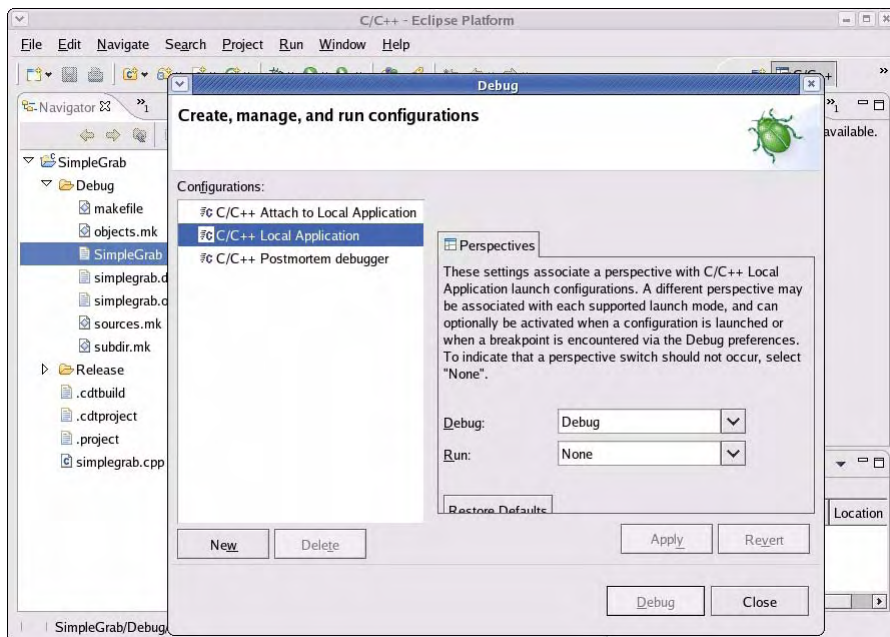 C/C++ - Eclipse Platform
File Edit Navigate Search Project Run Window Help
C/C++
Navigator
SimpleGrab
Debug
makefile
objects.mk
SimpleGrab
simplegrab.d
simplegrab.o
sources.mk
subdir.mk
Release
.cdtbuild
.cdtproject
.project
simplegrab.cpp
SimpleGrab/Debug/
Debug
Create, manage, and run configurations
Configurations:
C/C++ Attach to Local Application
C/C++ Local Application
C/C++ Postmortem debugger
New
Delete
Perspectives
These settings associate a perspective with C/C++ Local
Application launch configurations. A different perspective may
be associated with each supported launch mode, and can
optionally be activated when a configuration is launched or
when a breakpoint is encountered via the Debug preferences.
To indicate that a perspective switch should not occur, select
"None".
Debug: Debug
Run: None
Restore Defaults
Apply
Revert
Debug
Close
available.
Location